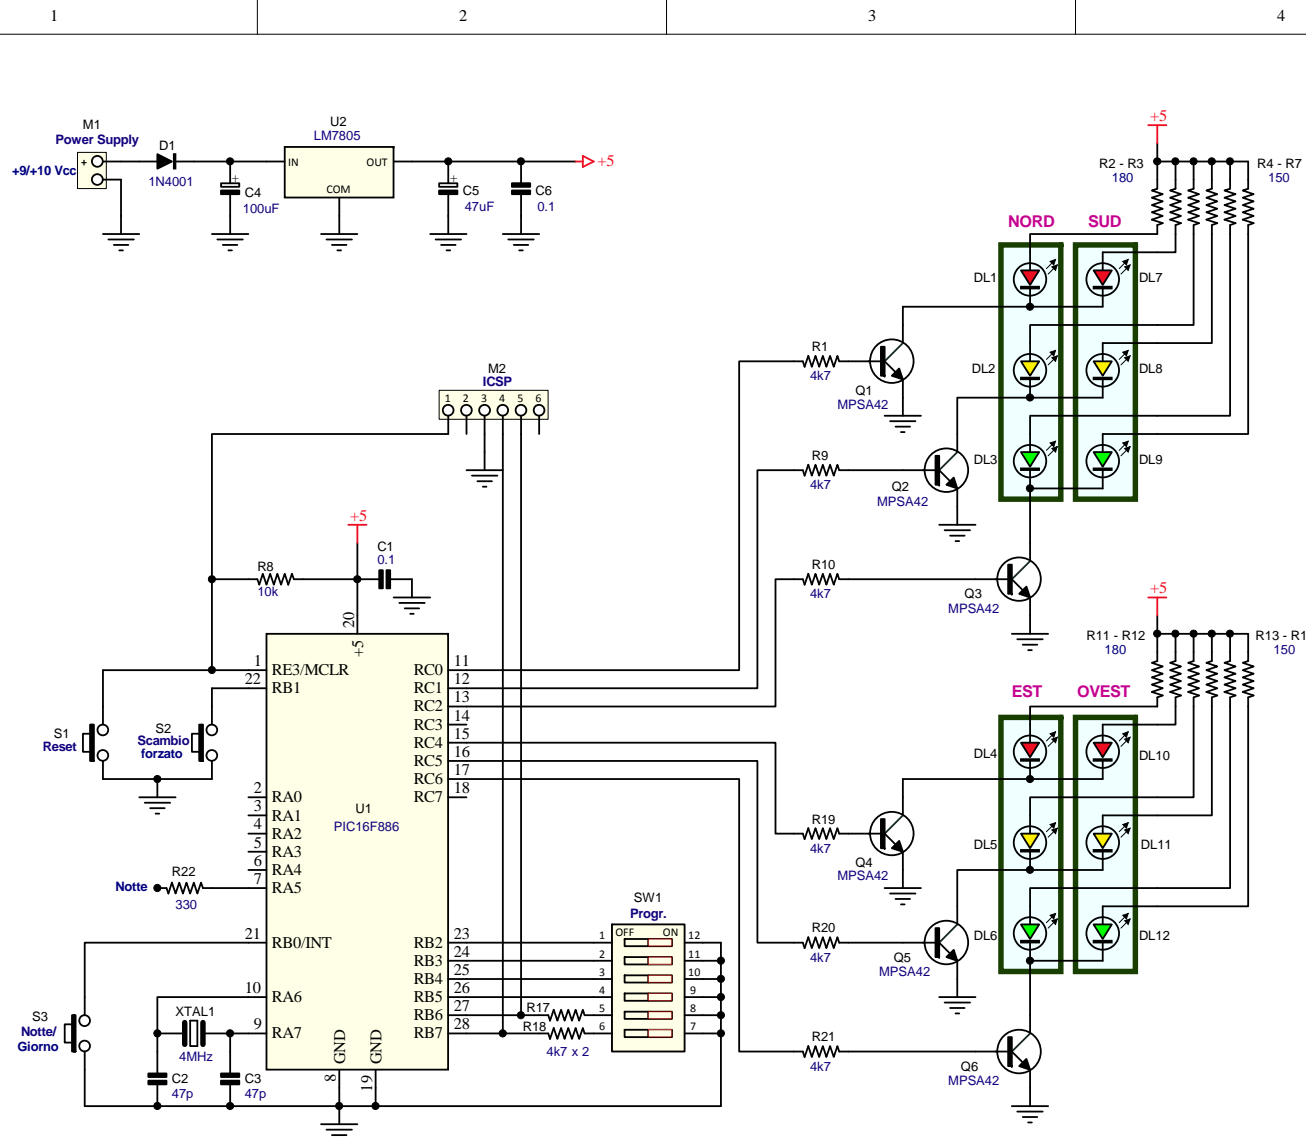 1 2 3 4
M1
Power Supply
+9/+10 Vcc
+
D1
1N4001
+
C4
100uF
U2
LM7805
IN OUT
COM
+
C5
47uF
C6
0.1
+5
+5
R2 - R3
180
R4 - R7
150
NORD SUD
DL1 DL7
DL2 DL8
DL3 DL9
R1
4k7
Q1
MPSA42
R9
4k7
Q2
MPSA42
R10
4k7
Q3
MPSA42
M2
ICSP
1 2 3 4 5 6
+5
C1
0.1
R8
10k
20
+5
1 RE3/MCLR
22 RB1
2 RA0
3 RA1
4 RA2
5 RA3
6 RA4
7 RA5
21 RB0/INT
10 RA6
9 RA7
U1
PIC16F886
RC0 11
RC1 12
RC2 13
RC3 14
RC4 15
RC5 16
RC6 17
RC7 18
RB2 23
RB3 24
RB4 25
RB5 26
RB6 27
RB7 28
GND GND
8 19
S1
Reset
S2
Scambio
forzato
Notte
R22
330
S3
Notte/
Giorno
XTAL1
4MHz
C2
47p
C3
47p
R17
R18
4k7 x 2
SW1
Progr.
OFF ON
1 12
2 11
3 10
4 9
5 8
6 7
+5
R11 - R12
180
R13 - R1
150
EST OVEST
DL4 DL10
DL5 DL11
DL6 DL12
R19
4k7
Q4
MPSA42
R20
4k7
Q5
MPSA42
R21
4k7
Q6
MPSA42